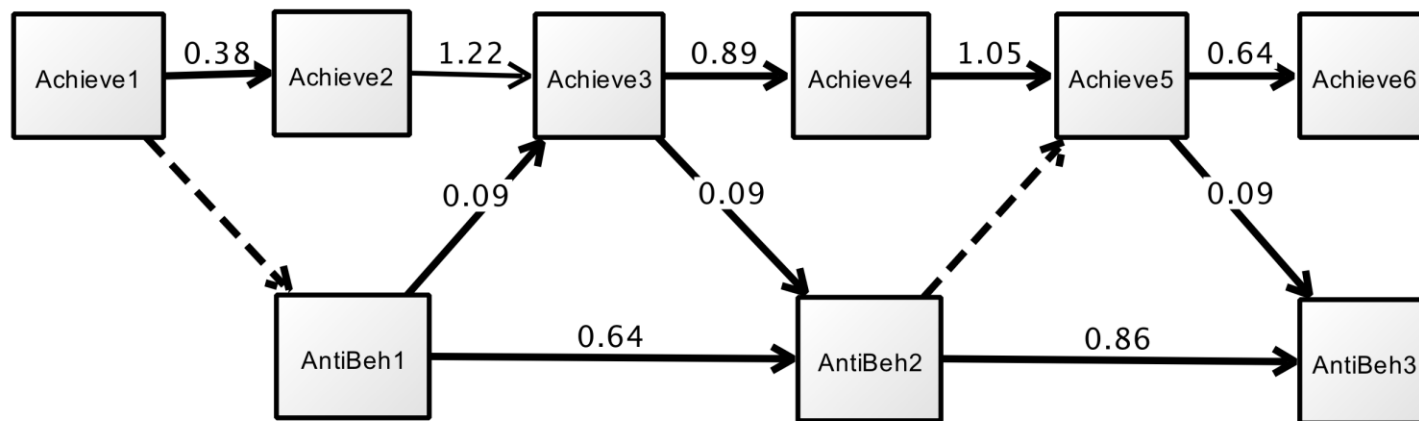 0.38
1.22
0.89
1.05
0.64
Achieve1
Achieve2
Achieve3
Achieve4
Achieve5
Achieve6
0.09
0.09
0.09
0.64
0.86
AntiBeh1
AntiBeh2
AntiBeh3